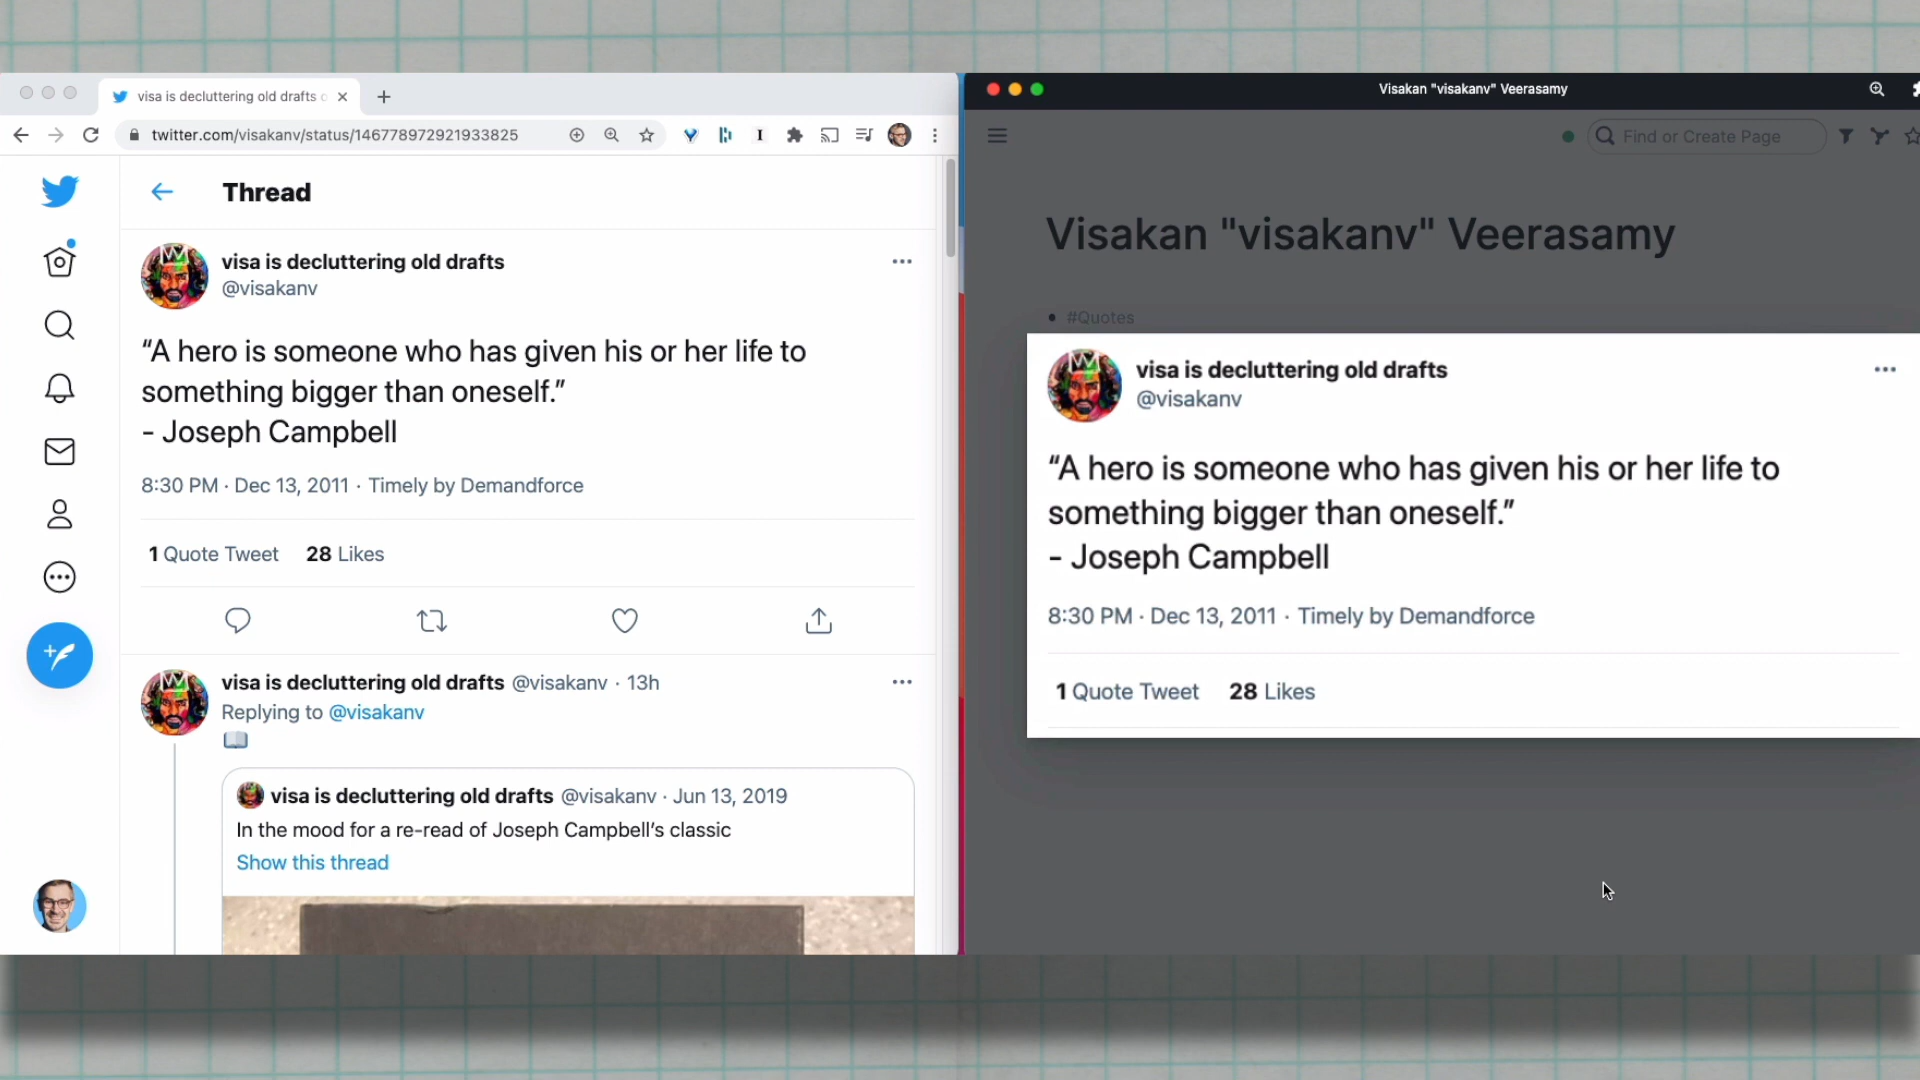 visa is decluttering old drafts o
twitter.com/visakanv/status/146778972921933825
Thread
visa is decluttering old drafts
@visakanv
“A hero is someone who has given his or her life to
something bigger than oneself.”
- Joseph Campbell
8:30 PM · Dec 13, 2011 · Timely by Demandforce
1 Quote Tweet 28 Likes
visa is decluttering old drafts @visakanv · 13h
Replying to @visakanv
visa is decluttering old drafts @visakanv · Jun 13, 2019
In the mood for a re-read of Joseph Campbell’s classic
Show this thread
Visakan "visakanv" Veerasamy
Find or Create Page
Visakan "visakanv" Veerasamy
#Quotes
visa is decluttering old drafts
@visakanv
“A hero is someone who has given his or her life to
something bigger than oneself.”
- Joseph Campbell
8:30 PM · Dec 13, 2011 · Timely by Demandforce
1 Quote Tweet 28 Likes